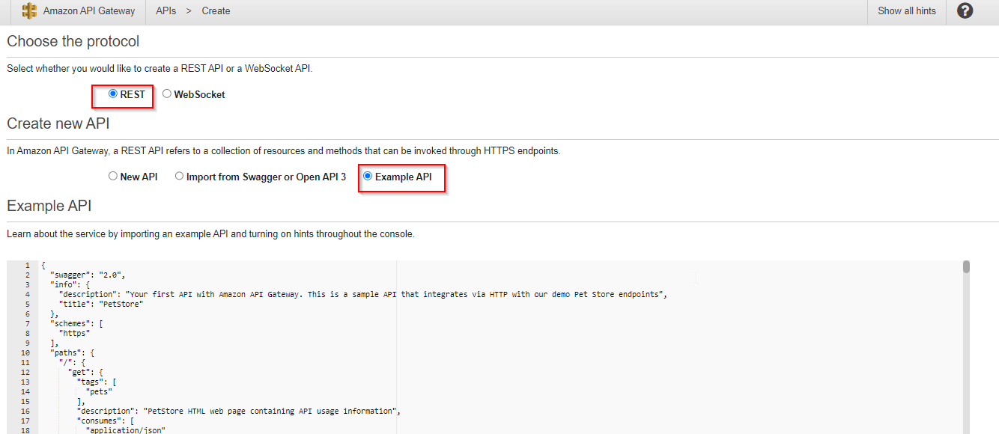 Amazon API Gateway APIs > Create Show all hints ?
Choose the protocol
Select whether you would like to create a REST API or a WebSocket API.
REST WebSocket
Create new API
In Amazon API Gateway, a REST API refers to a collection of resources and methods that can be invoked through HTTPS endpoints.
New API Import from Swagger or Open API 3 Example API
Example API
Learn about the service by importing an example API and turning on hints throughout the console.
1 {
2 "swagger": "2.0",
3 "info": {
4 "description": "Your first API with Amazon API Gateway. This is a sample API that integrates via HTTP with our demo Pet Store endpoints",
5 "title": "PetStore"
6 },
7 "schemes": [
8 "https"
9 ],
10 "paths": {
11 "/": {
12 "get": {
13 "tags": [
14 "pets"
15 ],
16 "description": "PetStore HTML web page containing API usage information",
17 "consumes": [
18 "application/json"